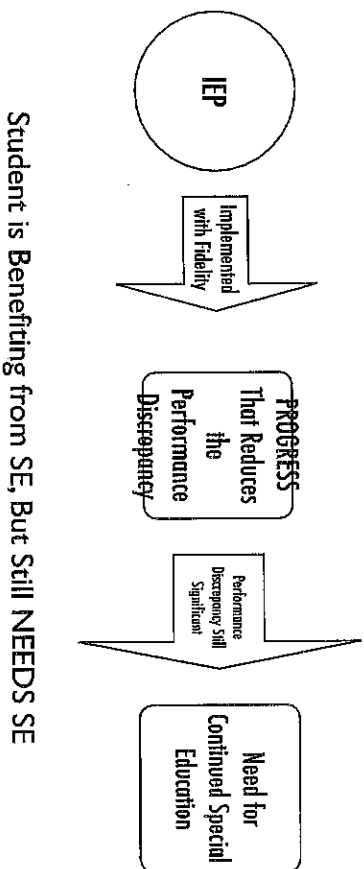 IEP
Implemented
with Fidelity
PROGRESS
That Reduces
the
Performance
Discrepancy
Performance
Discrepancy Still
Significant
Need for
Continued Special
Education
Student is Benefiting from SE, But Still NEEDS SE